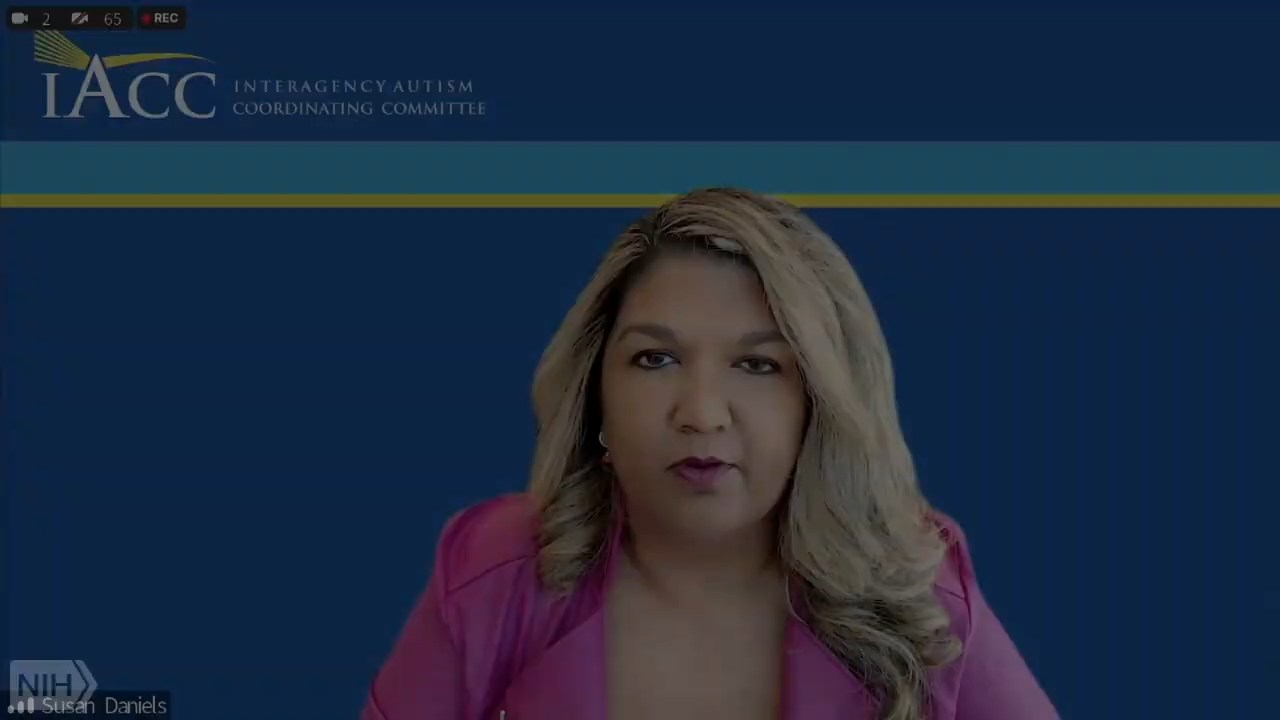 2 65 REC
IACC INTERAGENCY AUTISM
COORDINATING COMMITTEE
NIH
Susan Daniels